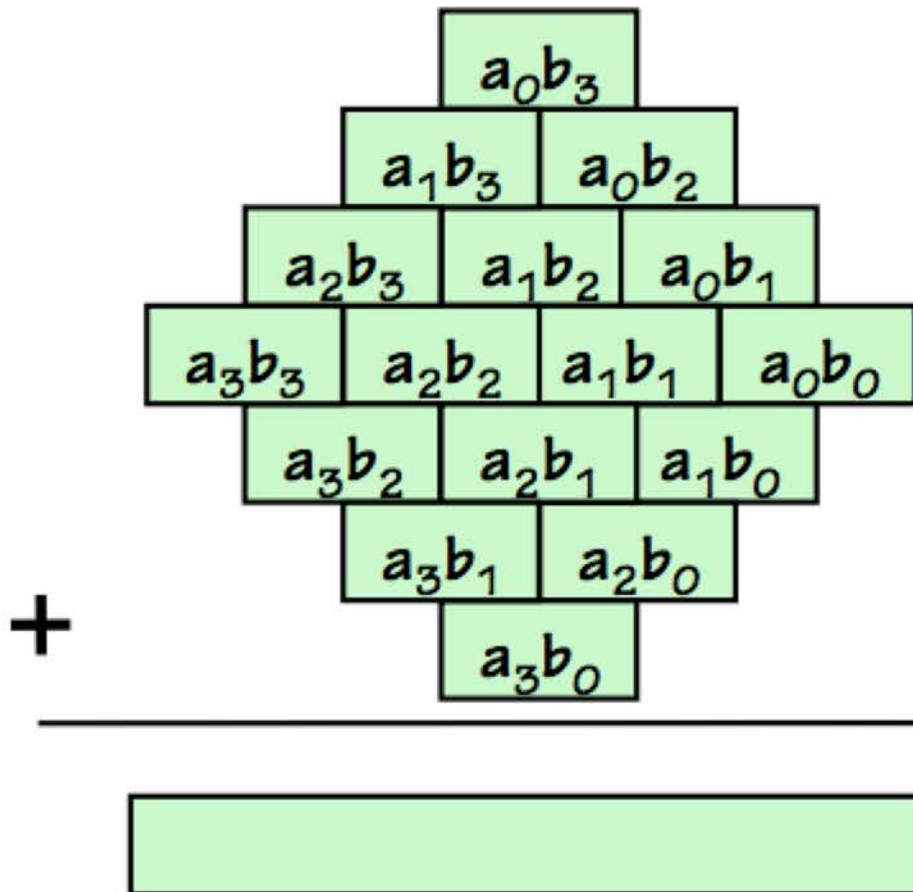 a₀b₃
a₁b₃ a₀b₂
a₂b₃ a₁b₂ a₀b₁
a₃b₃ a₂b₂ a₁b₁ a₀b₀
a₃b₂ a₂b₁ a₁b₀
a₃b₁ a₂b₀
+
a₃b₀